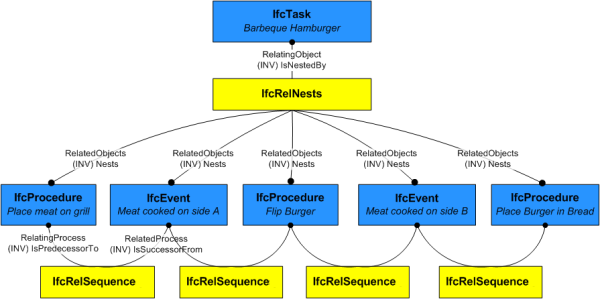 IfcTask
Barbeque Hamburger
RelatingObject
(INV) IsNestedBy
IfcRelNests
RelatedObjects
(INV) Nests
RelatedObjects
(INV) Nests
RelatedObjects
(INV) Nests
RelatedObjects
(INV) Nests
RelatedObjects
(INV) Nests
IfcProcedure
Place meat on grill
IfcEvent
Meat cooked on side A
IfcProcedure
Flip Burger
IfcEvent
Meat cooked on side B
IfcProcedure
Place Burger in Bread
RelatingProcess
(INV) IsPredecessorTo
RelatedProcess
(INV) IsSuccessorFrom
IfcRelSequence
IfcRelSequence
IfcRelSequence
IfcRelSequence